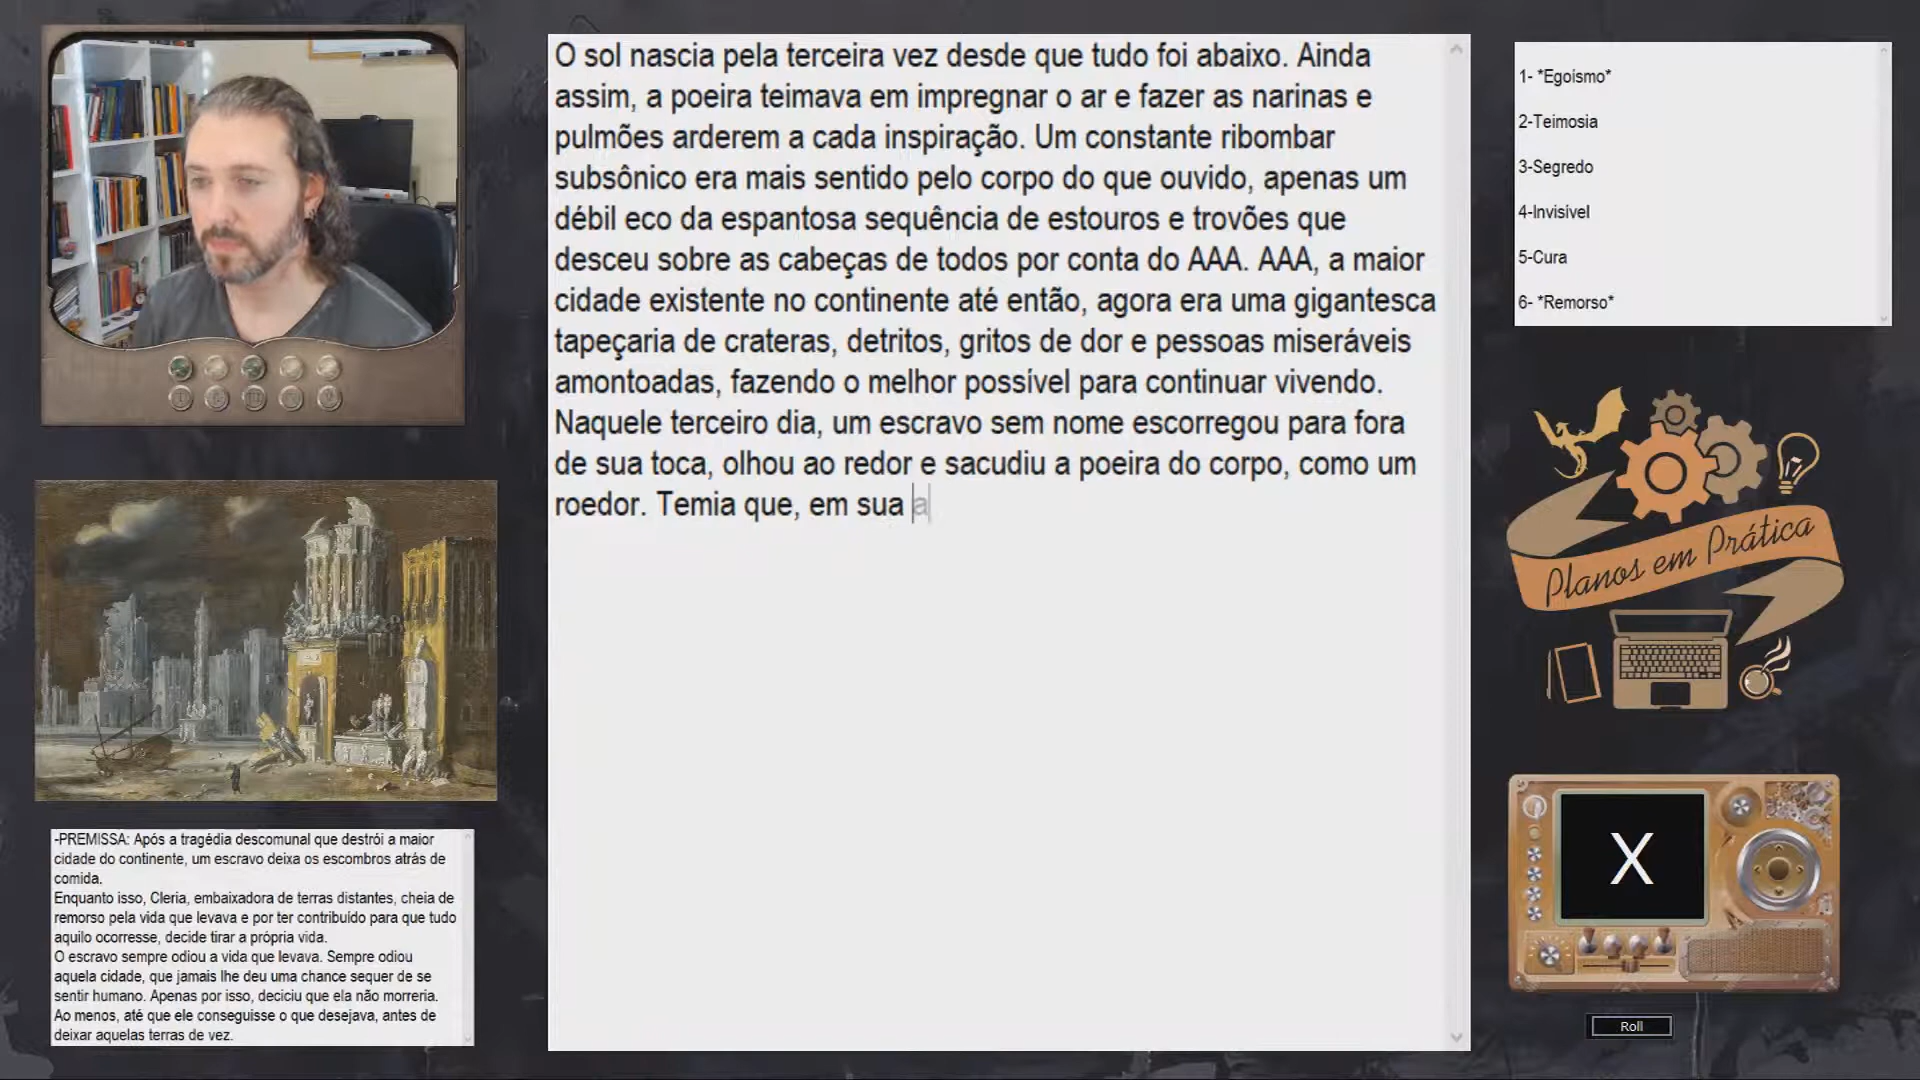 O sol nascia pela terceira vez desde que tudo foi abaixo. Ainda
assim, a poeira teimava em impregnar o ar e fazer as narinas e
pulmões arderem a cada inspiração. Um constante ribombar
subsônico era mais sentido pelo corpo do que ouvido, apenas um
débil eco da espantosa sequência de estouros e trovões que
desceu sobre as cabeças de todos por conta do AAA. AAA, a maior
cidade existente no continente até então, agora era uma gigantesca
tapeçaria de crateras, detritos, gritos de dor e pessoas miseráveis
amontoadas, fazendo o melhor possível para continuar vivendo.
Naquele terceiro dia, um escravo sem nome escorregou para fora
de sua toca, olhou ao redor e sacudiu a poeira do corpo, como um
roedor. Temia que, em sua a
-PREMISSA: Após a tragédia descomunal que destrói a maior
cidade do continente, um escravo deixa os escombros atrás de
comida.
Enquanto isso, Cleria, embaixadora de terras distantes, cheia de
remorso pela vida que levava e por ter contribuído para que tudo
aquilo ocorresse, decide tirar a própria vida.
O escravo sempre odiou a vida que levava. Sempre odiou
aquela cidade, que jamais lhe deu uma chance sequer de se
sentir humano. Apenas por isso, deciciu que ela não morreria.
Ao menos, até que ele conseguisse o que desejava, antes de
deixar aquelas terras de vez.
1- *Egoísmo*
2-Teimosia
3-Segredo
4-Invisível
5-Cura
6- *Remorso*
Planos em Prática
X
Roll